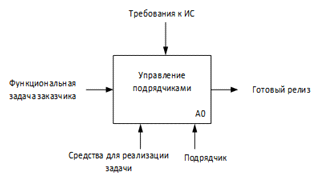 Требования к ИС
Функциональная
задача заказчика
Управление
подрядчиками
A0
Готовый релиз
Средства для реализации
задачи
Подрядчик